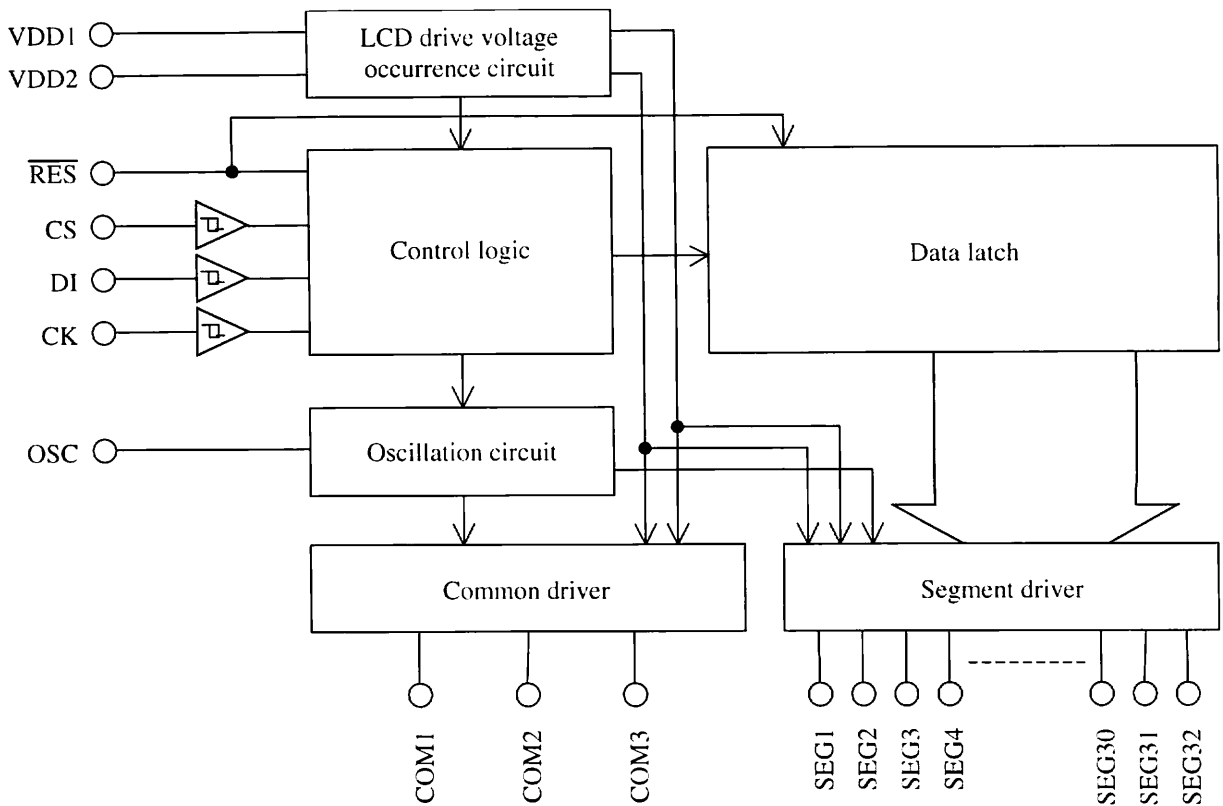 VDD1
VDD2
LCD drive voltage
occurrence circuit
RES
CS
DI
CK
Control logic
Data latch
OSC
Oscillation circuit
Common driver
Segment driver
COM1
COM2
COM3
SEG1
SEG2
SEG3
SEG4
SEG30
SEG31
SEG32